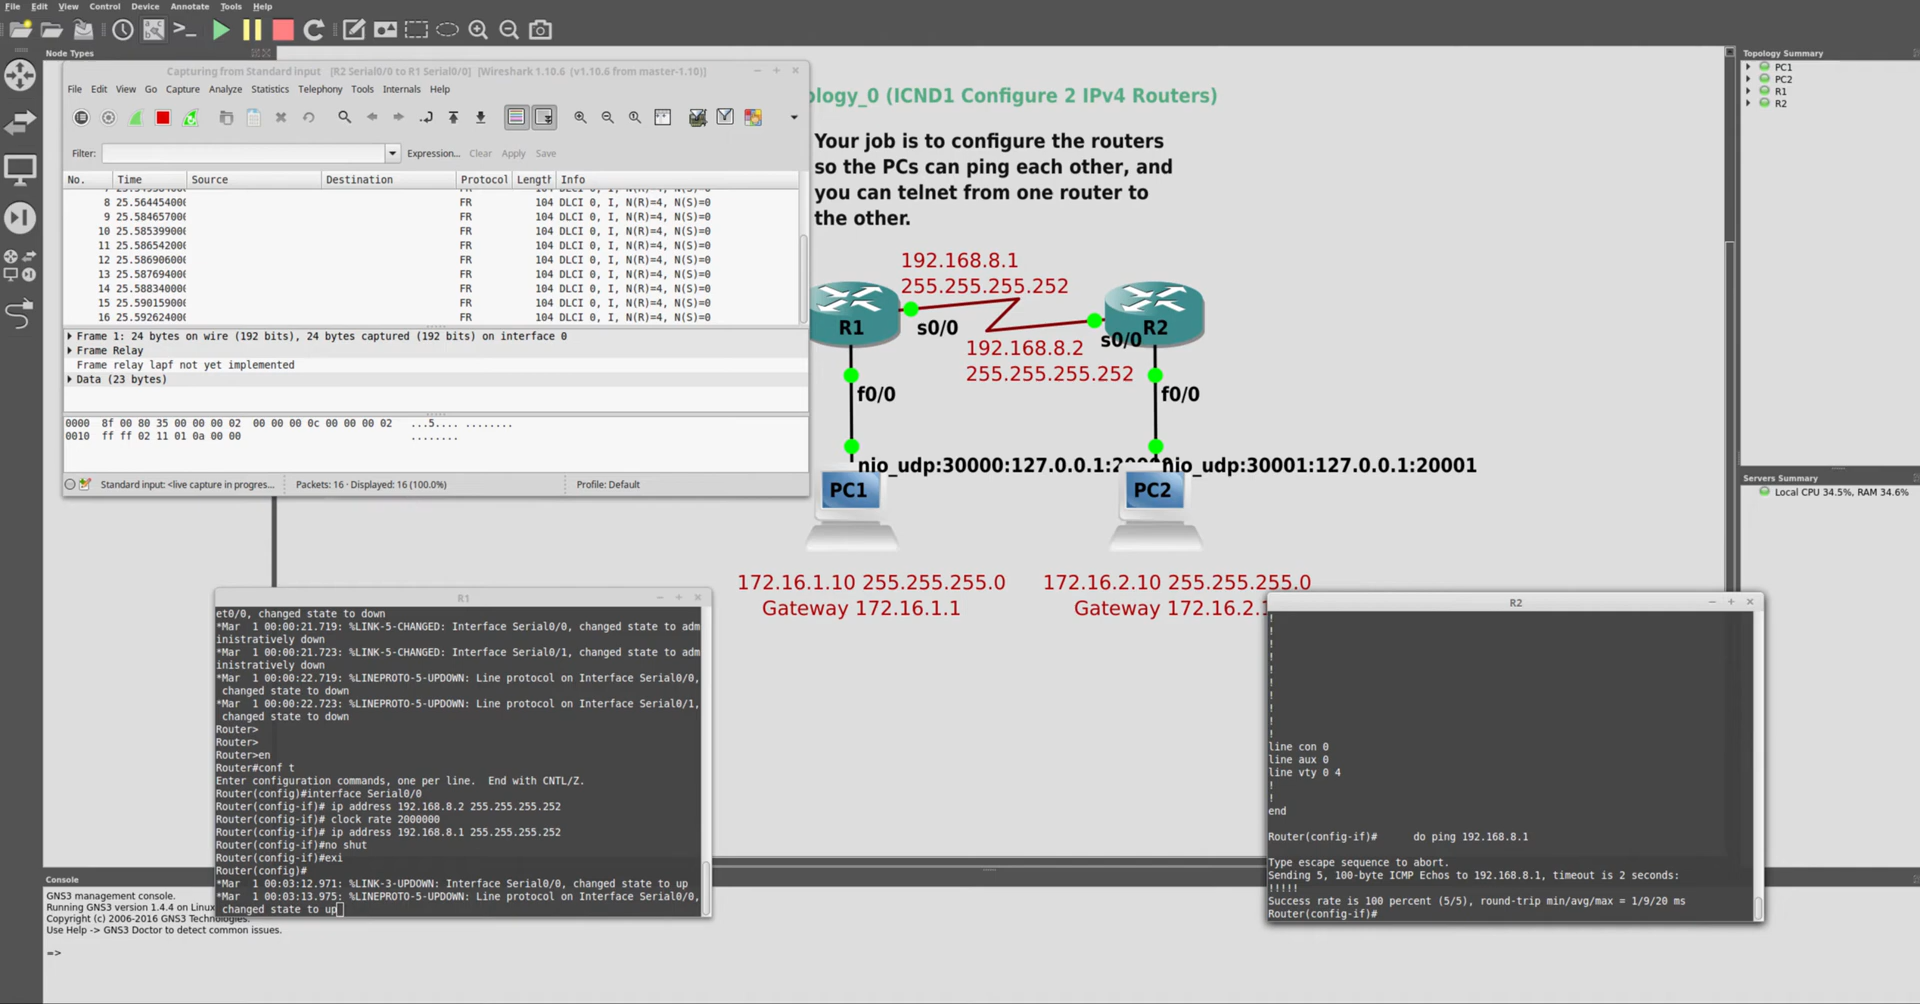 File Edit View Control Device Annotate Tools Help
Node Types
Capturing from Standard input [R2 Serial0/0 to R1 Serial0/0] [Wireshark 1.10.6 (v1.10.6 from master-1.10)]
File Edit View Go Capture Analyze Statistics Telephony Tools Internals Help
Filter: Expression... Clear Apply Save
No. Time Source Destination Protocol Length Info
8 25.564454000 FR 104 DLCI 0, I, N(R)=4, N(S)=0
9 25.584657000 FR 104 DLCI 0, I, N(R)=4, N(S)=0
10 25.585399000 FR 104 DLCI 0, I, N(R)=4, N(S)=0
11 25.586542000 FR 104 DLCI 0, I, N(R)=4, N(S)=0
12 25.586906000 FR 104 DLCI 0, I, N(R)=4, N(S)=0
13 25.587694000 FR 104 DLCI 0, I, N(R)=4, N(S)=0
14 25.588340000 FR 104 DLCI 0, I, N(R)=4, N(S)=0
15 25.590159000 FR 104 DLCI 0, I, N(R)=4, N(S)=0
16 25.592624000 FR 104 DLCI 0, I, N(R)=4, N(S)=0
Frame 1: 24 bytes on wire (192 bits), 24 bytes captured (192 bits) on interface 0
Frame Relay
Frame relay lapf not yet implemented
Data (23 bytes)
0000 8f 00 80 35 00 00 00 02 00 00 00 0c 00 00 00 02 ...5.... ........
0010 ff ff 02 11 01 0a 00 00 ........
Standard input: <live capture in progres... Packets: 16 · Displayed: 16 (100.0%) Profile: Default
ology_0 (ICND1 Configure 2 IPv4 Routers)
Your job is to configure the routers
so the PCs can ping each other, and
you can telnet from one router to
the other.
192.168.8.1
255.255.255.252
R1
s0/0
R2
s0/0
192.168.8.2
255.255.255.252
f0/0
f0/0
nio_udp:30000:127.0.0.1:2
nio_udp:30001:127.0.0.1:20001
PC1
PC2
172.16.1.10 255.255.255.0
Gateway 172.16.1.1
172.16.2.10 255.255.255.0
Gateway 172.16.2.
Topology Summary
PC1
PC2
R1
R2
Servers Summary
Local CPU 34.5%, RAM 34.6%
R1
et0/0, changed state to down
*Mar 1 00:00:21.719: %LINK-5-CHANGED: Interface Serial0/0, changed state to adm
inistratively down
*Mar 1 00:00:21.723: %LINK-5-CHANGED: Interface Serial0/1, changed state to adm
inistratively down
*Mar 1 00:00:22.719: %LINEPROTO-5-UPDOWN: Line protocol on Interface Serial0/0,
changed state to down
*Mar 1 00:00:22.723: %LINEPROTO-5-UPDOWN: Line protocol on Interface Serial0/1,
changed state to down
Router>
Router>
Router>en
Router#conf t
Enter configuration commands, one per line. End with CNTL/Z.
Router(config)#interface Serial0/0
Router(config-if)# ip address 192.168.8.2 255.255.255.252
Router(config-if)# clock rate 2000000
Router(config-if)# ip address 192.168.8.1 255.255.255.252
Router(config-if)#no shut
Router(config-if)#exi
Router(config)#
*Mar 1 00:03:12.971: %LINK-3-UPDOWN: Interface Serial0/0, changed state to up
*Mar 1 00:03:13.975: %LINEPROTO-5-UPDOWN: Line protocol on Interface Serial0/0,
changed state to up
R2
!
!
!
!
!
!
!
!
!
!
line con 0
line aux 0
line vty 0 4
!
!
end
Router(config-if)# do ping 192.168.8.1
Type escape sequence to abort.
Sending 5, 100-byte ICMP Echos to 192.168.8.1, timeout is 2 seconds:
!!!!!
Success rate is 100 percent (5/5), round-trip min/avg/max = 1/9/20 ms
Router(config-if)#
Console
GNS3 management console.
Running GNS3 version 1.4.4 on Linux
Copyright (c) 2006-2016 GNS3 Technologies.
Use Help -> GNS3 Doctor to detect common issues.
=>